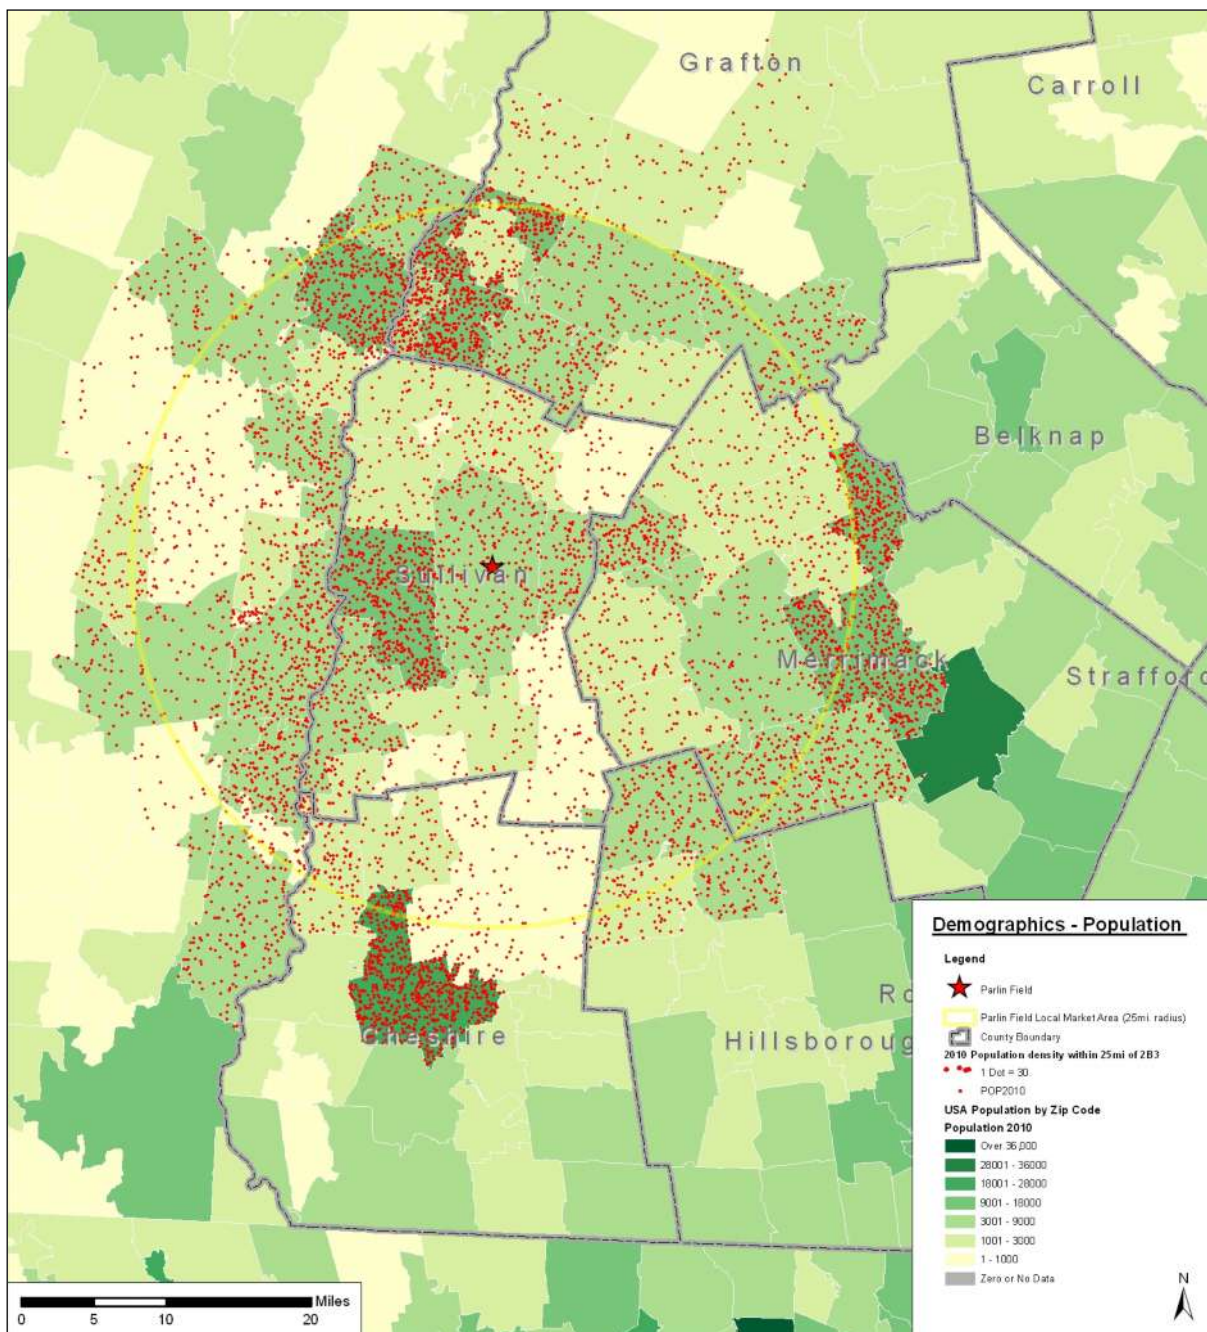 Grafton
Carroll
Belknap
Sullivan
Merrimack
Strafford
Cheshire
Hillsboroug
Ro
Demographics - Population
Legend
Parlin Field
Parlin Field Local Market Area (25mi. radius)
County Boundary
2010 Population density within 25mi of 2B3
1 Dot = 30
POP2010
USA Population by Zip Code
Population 2010
Over 36,000
28001 - 36000
18001 - 28000
9001 - 18000
3001 - 9000
1001 - 3000
1 - 1000
Zero or No Data
N
Miles
0 5 10 20